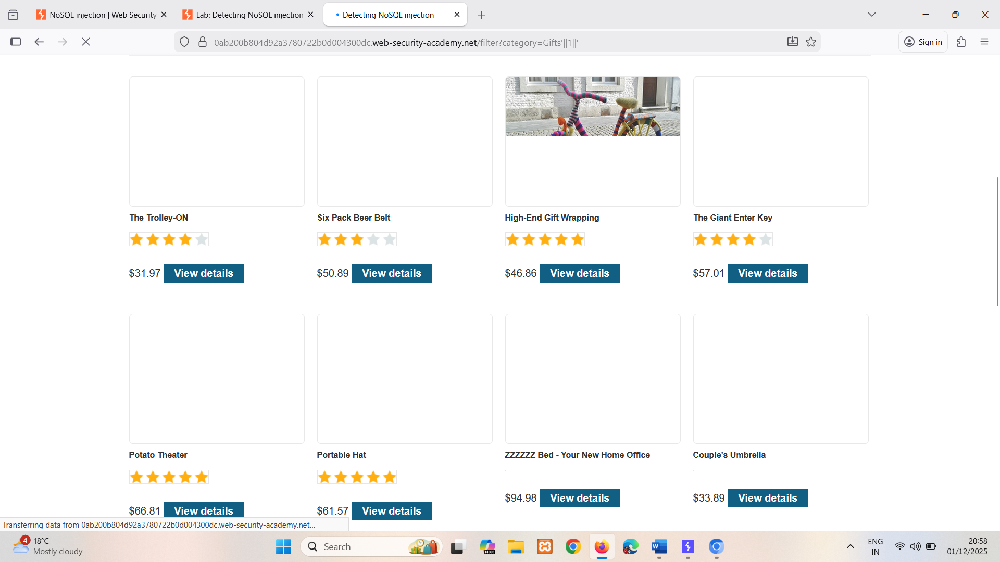 NoSQL injection | Web Security
Lab: Detecting NoSQL injection
Detecting NoSQL injection
0ab200b804d92a3780722b0d004300dc.web-security-academy.net/filter?category=Gifts'||1||'
Sign in
The Trolley-ON
Six Pack Beer Belt
High-End Gift Wrapping
The Giant Enter Key
$31.97 View details
$50.89 View details
$46.86 View details
$57.01 View details
Potato Theater
Portable Hat
ZZZZZZ Bed - Your New Home Office
Couple's Umbrella
$66.81 View details
$61.57 View details
$94.98 View details
$33.89 View details
Transferring data from 0ab200b804d92a3780722b0d004300dc.web-security-academy.net...
4
18°C
Mostly cloudy
Search
M365
W
ENG
IN
20:58
01/12/2025